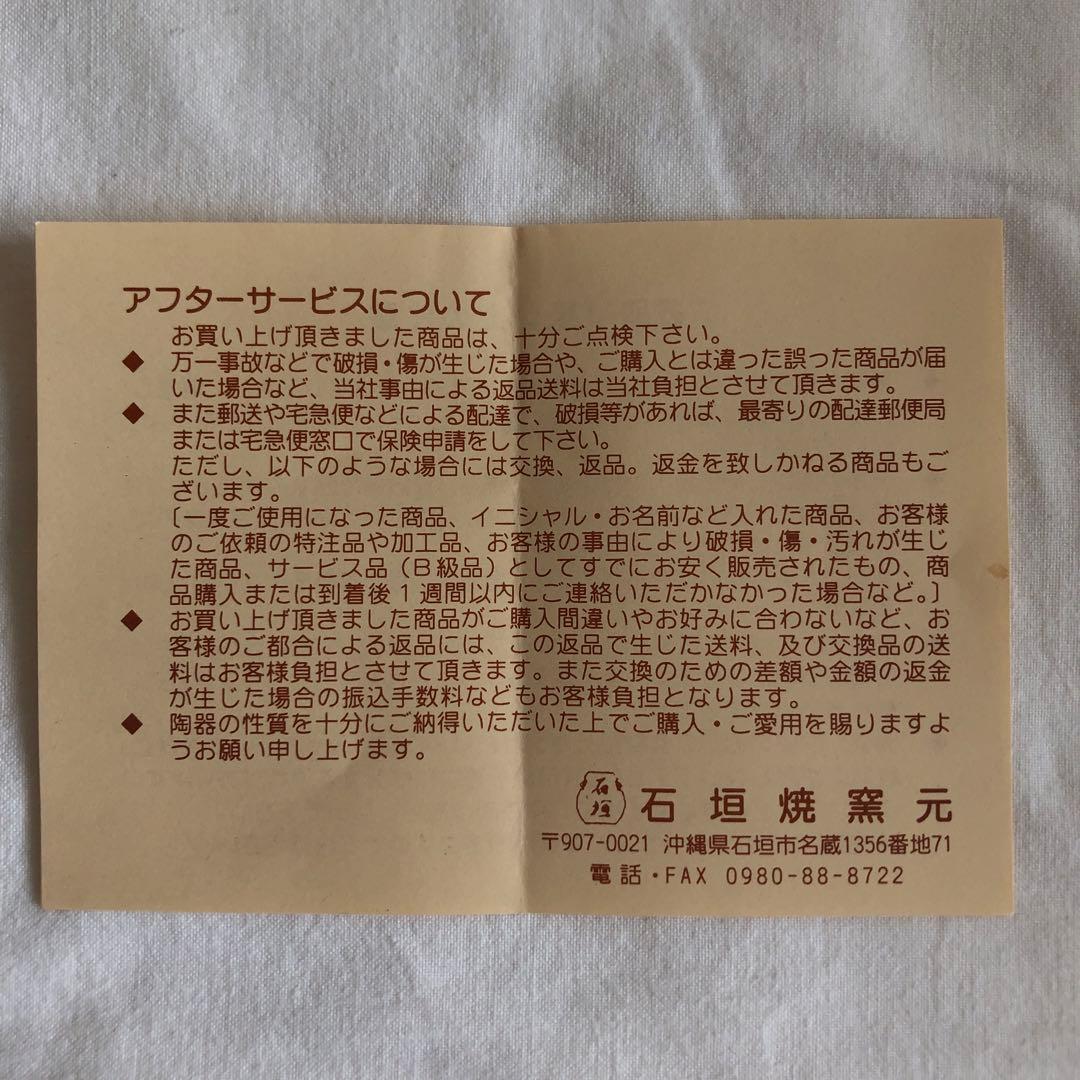 アフターサービスについて
お買い上げ頂きました商品は、十分ご点検下さい。
◆ 万一事故などで破損・傷が生じた場合や、ご購入とは違った誤った商品が届
いた場合など、当社事由による返品送料は当社負担とさせて頂きます。
◆ また郵送や宅急便などによる配達で、破損等があれば、最寄りの配達郵便局
または宅急便窓口で保険申請をして下さい。
ただし、以下のような場合には交換、返品。返金を致しかねる商品もご
ざいます。
〔一度ご使用になった商品、イニシャル・お名前など入れた商品、お客様
のご依頼の特注品や加工品、お客様の事由により破損・傷・汚れが生じ
た商品、サービス品（B級品）としてすでにお安く販売されたもの、商
品購入または到着後1週間以内にご連絡いただかなかった場合など。〕
◆ お買い上げ頂きました商品がご購入間違いやお好みに合わないなど、お
客様のご都合による返品には、この返品で生じた送料、及び交換品の送
料はお客様負担とさせて頂きます。また交換のための差額や金額の返金
が生じた場合の振込手数料などもお客様負担となります。
◆ 陶器の性質を十分にご納得いただいた上でご購入・ご愛用を賜りますよ
うお願い申し上げます。
石垣 石垣焼窯元
〒907-0021 沖縄県石垣市名蔵1356番地71
電話・FAX 0980-88-8722